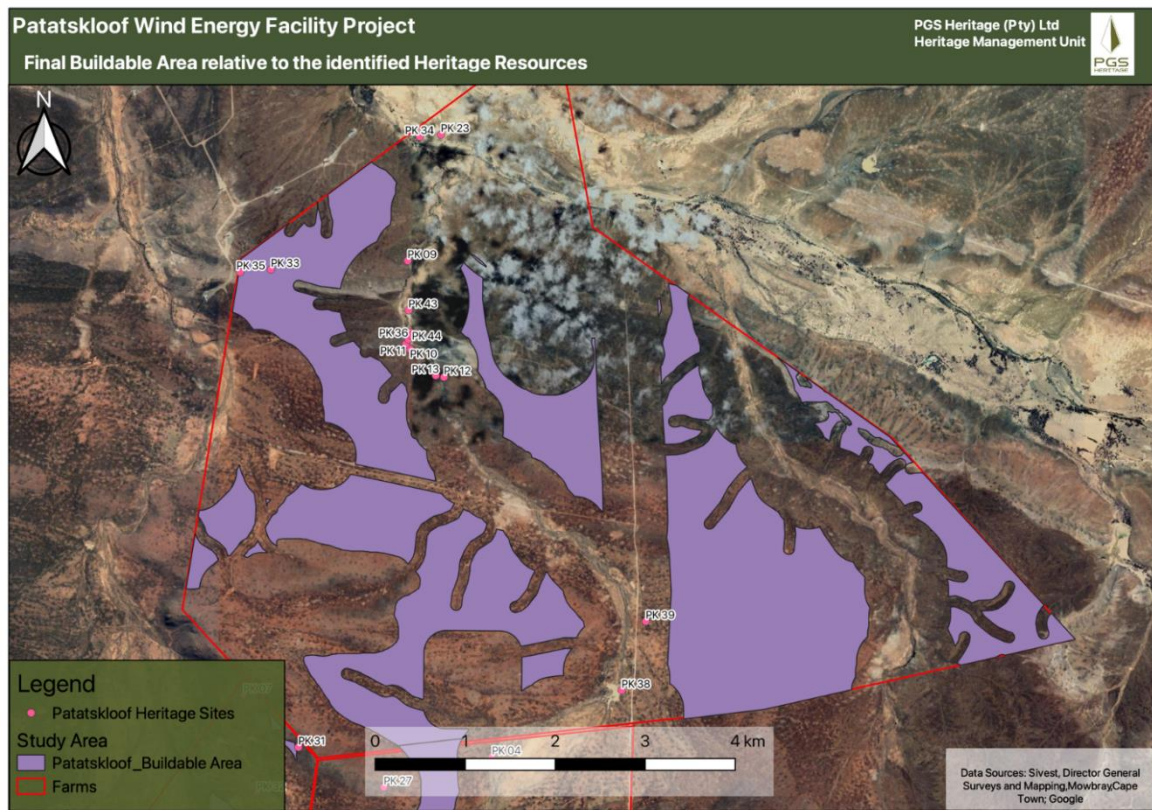 Patatskloof Wind Energy Facility Project
Final Buildable Area relative to the identified Heritage Resources
PGS Heritage (Pty) Ltd
Heritage Management Unit
PGS
HERITAGE
N
PK 34
PK 23
PK 09
PK 35
PK 33
PK 43
PK 36
PK 44
PK 11
PK 10
PK 13
PK 12
PK 39
PK 38
PK 31
PK 04
PK 27
Legend
Patatskloof Heritage Sites
Study Area
Patatskloof_Buildable Area
Farms
0 1 2 3 4 km
Data Sources: Sivest, Director General
Surveys and Mapping,Mowbray,Cape
Town; Google